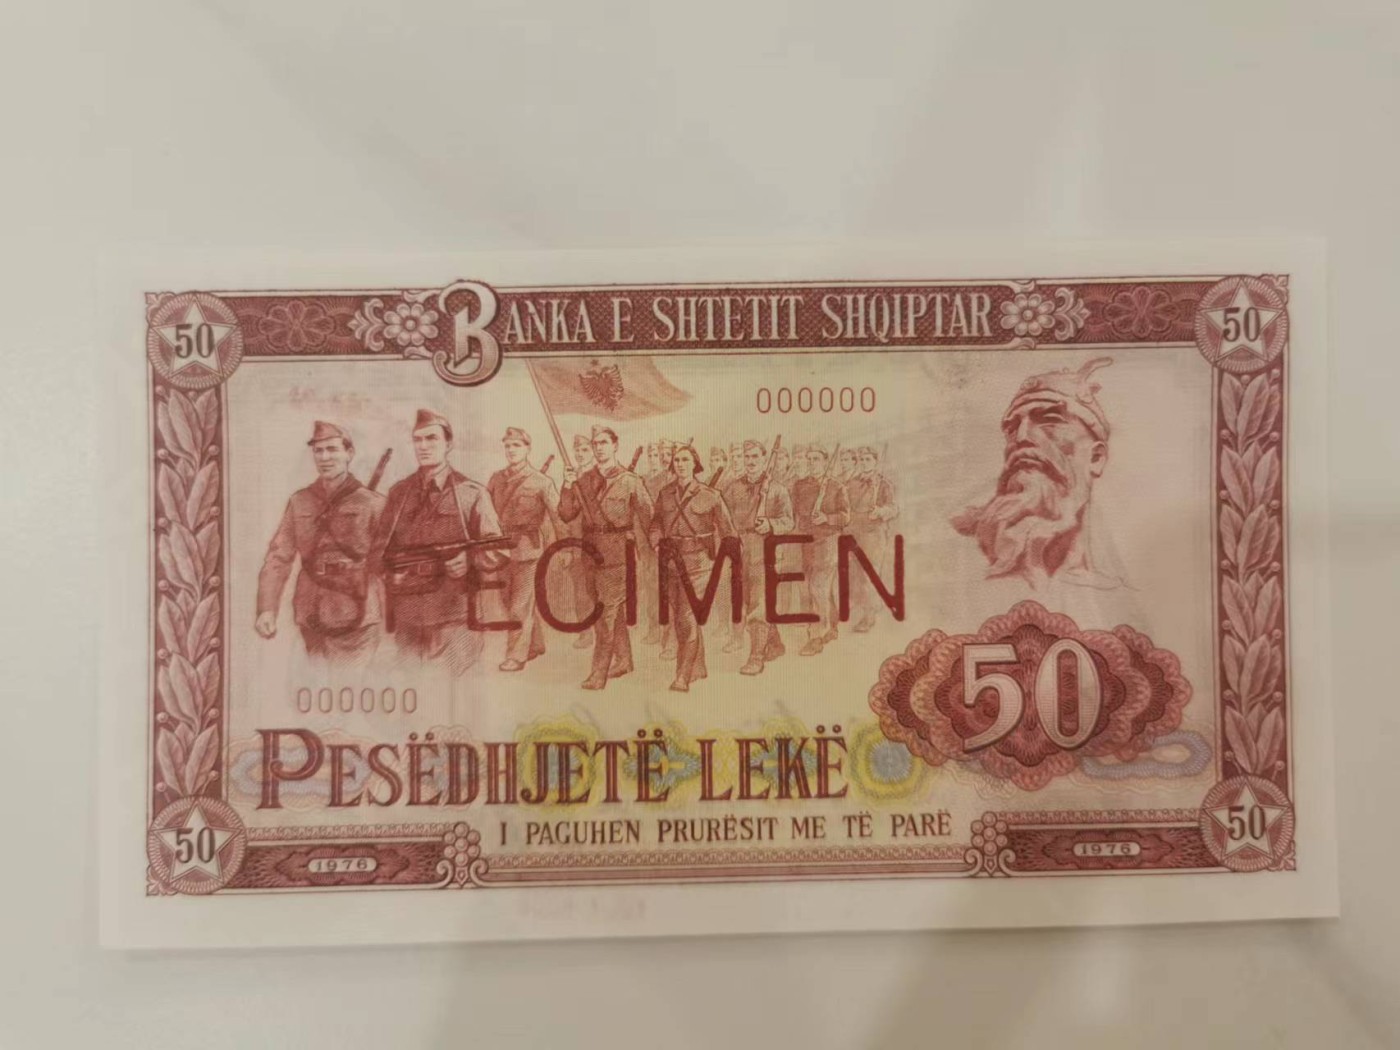 50
BANKA E SHTETIT SHQIPTAR
50
000000
SPECIMEN
000000
50
PESËDHJETË LEKË
I PAGUHEN PRURËSIT ME TË PARË
50
1976
1976
50